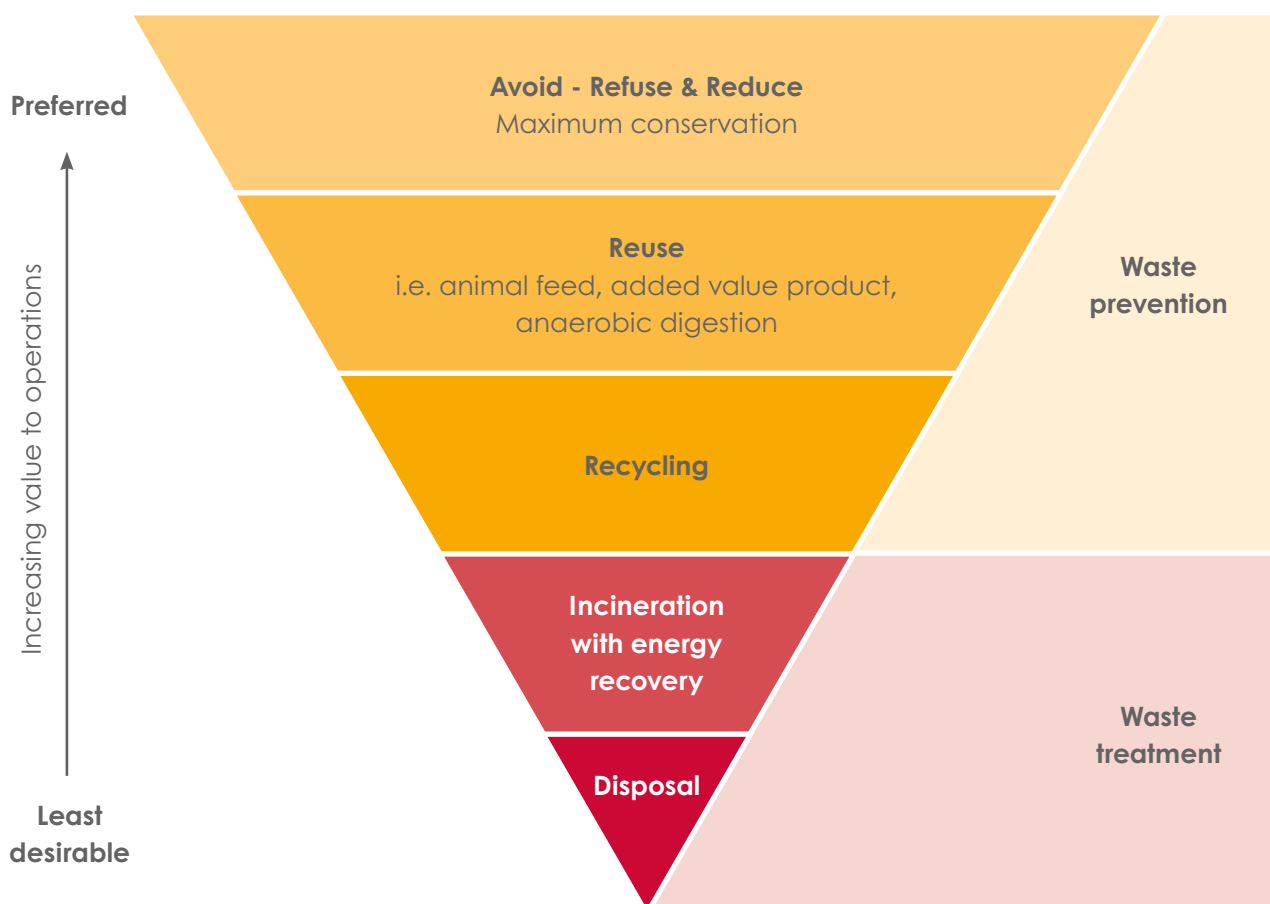 Preferred
Increasing value to operations
Least
desirable
Avoid - Refuse & Reduce
Maximum conservation
Reuse
i.e. animal feed, added value product,
anaerobic digestion
Recycling
Incineration
with energy
recovery
Disposal
Waste
prevention
Waste
treatment